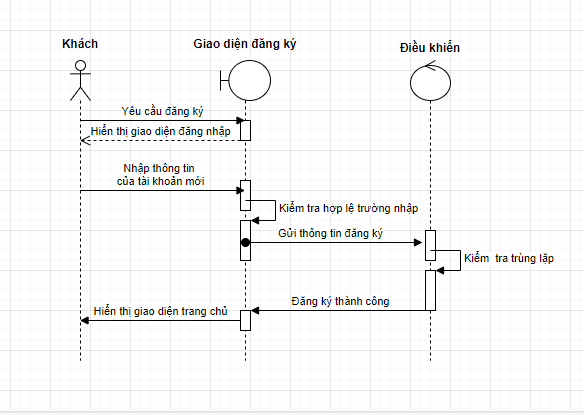 Khách
Giao diện đăng ký
Điều khiển
Yêu cầu đăng ký
Hiển thị giao diện đăng nhập
Nhập thông tin
của tài khoản mới
Kiểm tra hợp lệ trường nhập
Gửi thông tin đăng ký
Kiểm  tra trùng lặp
Đăng ký thành công
Hiển thị giao diện trang chủ